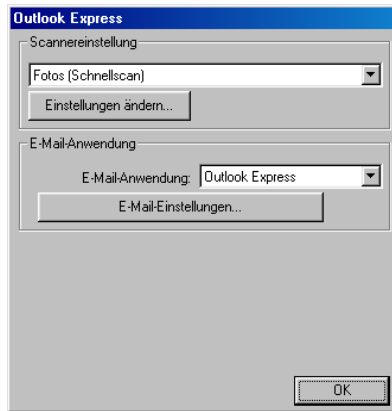 Outlook Express
Scannereinstellung
Fotos (Schnellscan)
Einstellungen ändern...
E-Mail-Anwendung
E-Mail-Anwendung: Outlook Express
E-Mail-Einstellungen...
OK